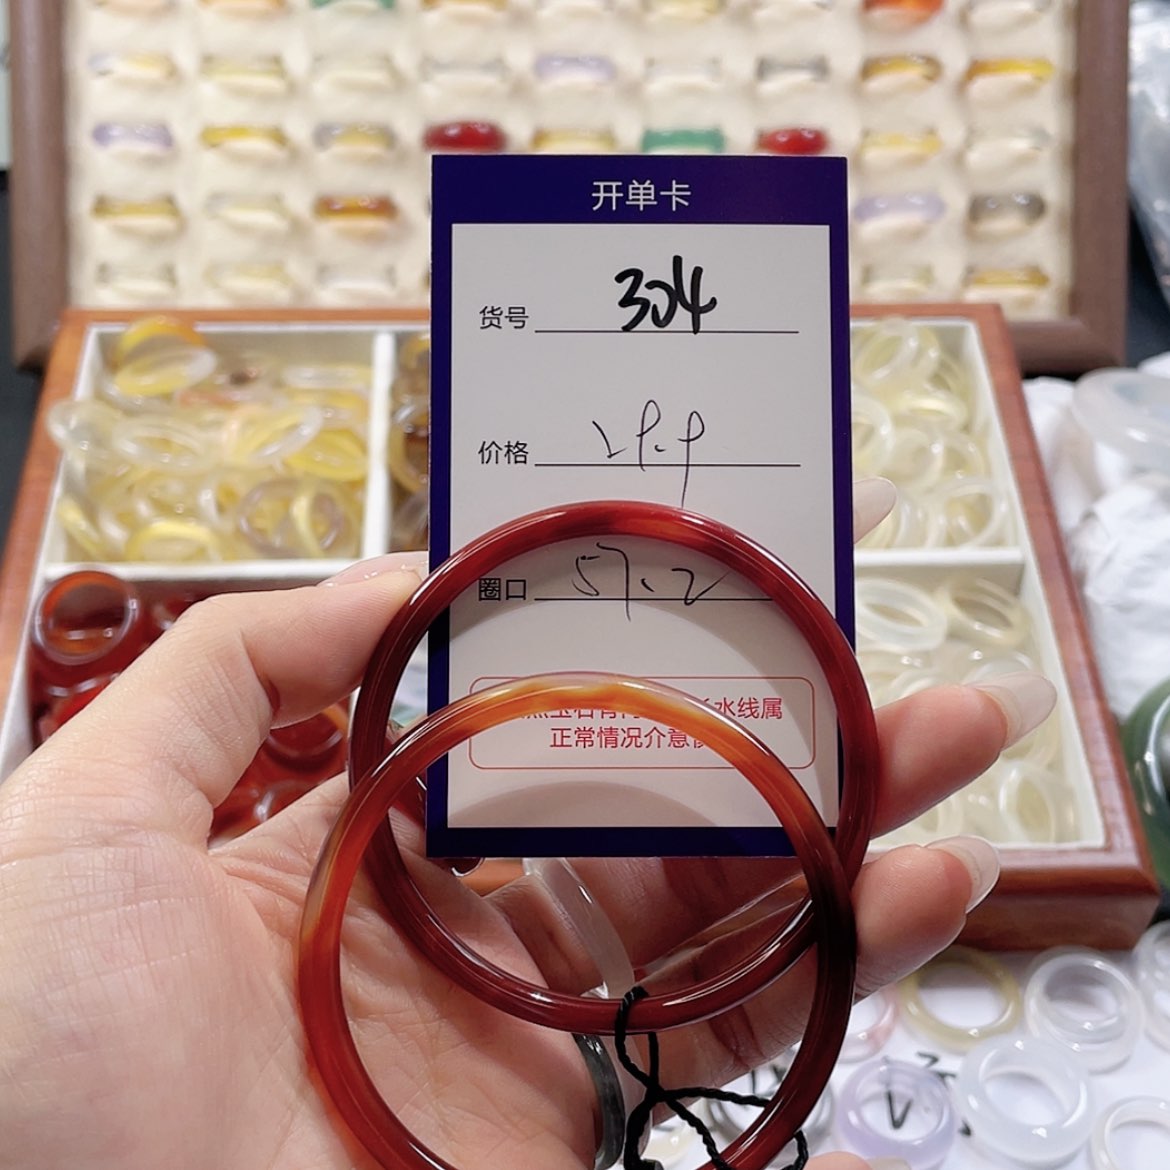 开单卡
货号 304
价格
圈口 57.2
水线属
正常情况介意